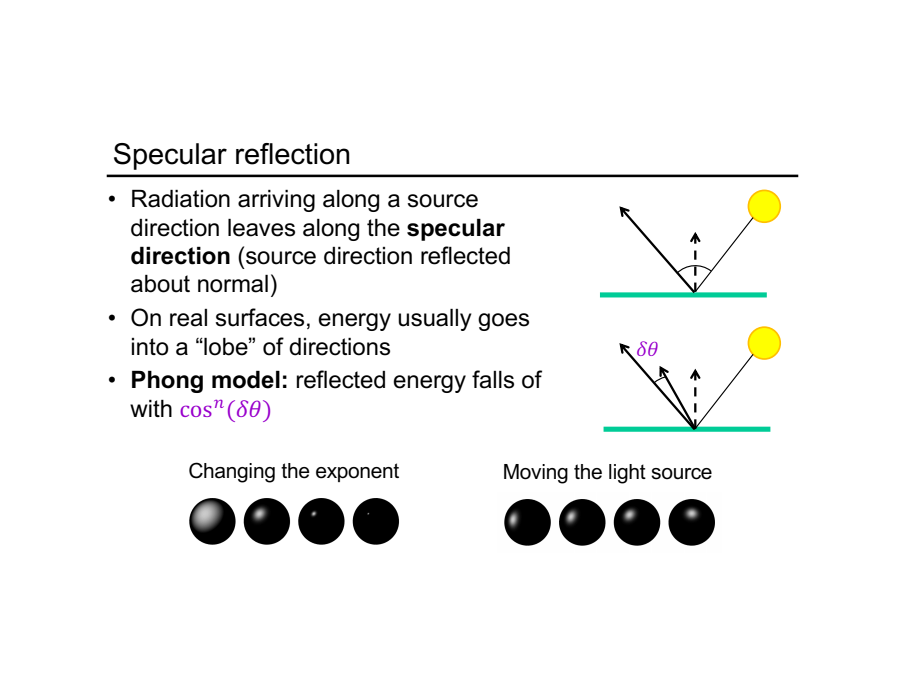 Specular reflection
• Radiation arriving along a source
direction leaves along the specular
direction (source direction reflected
about normal)
• On real surfaces, energy usually goes
into a “lobe” of directions
• Phong model: reflected energy falls of
with cosⁿ(δθ)
δθ
Changing the exponent
Moving the light source